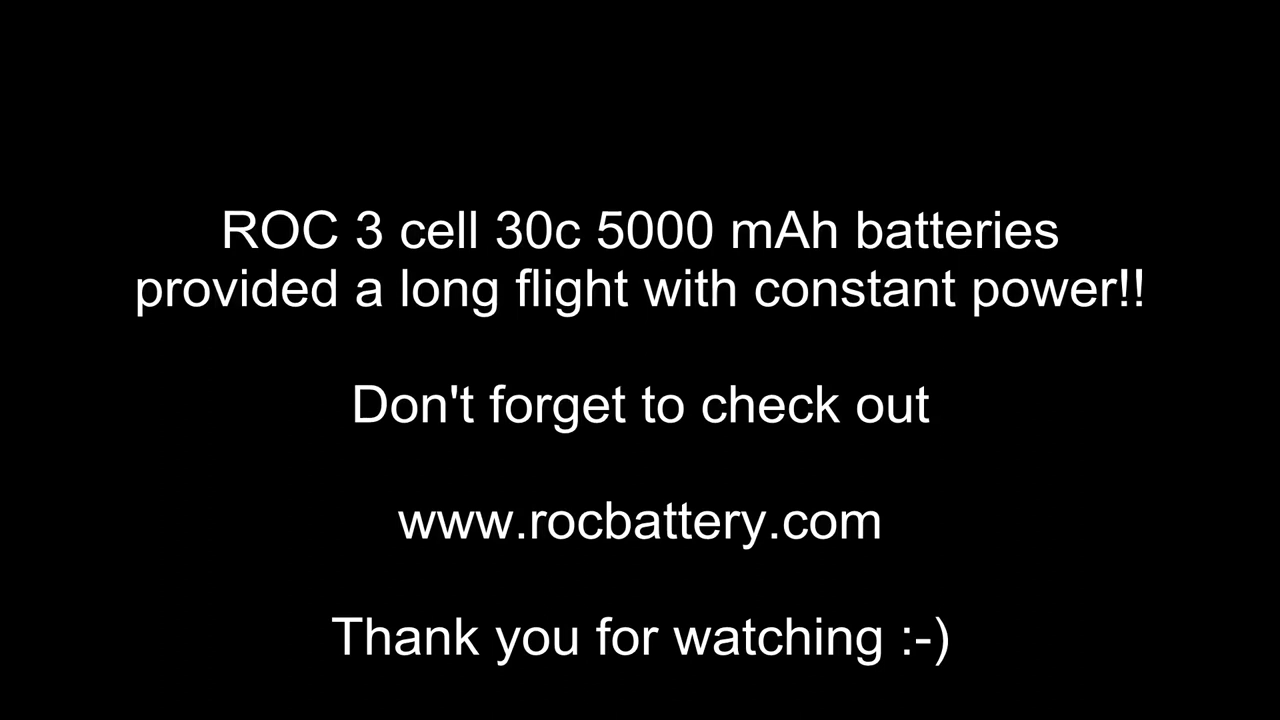 ROC 3 cell 30c 5000 mAh batteries
provided a long flight with constant power!!
Don't forget to check out
www.rocbattery.com
Thank you for watching :-)